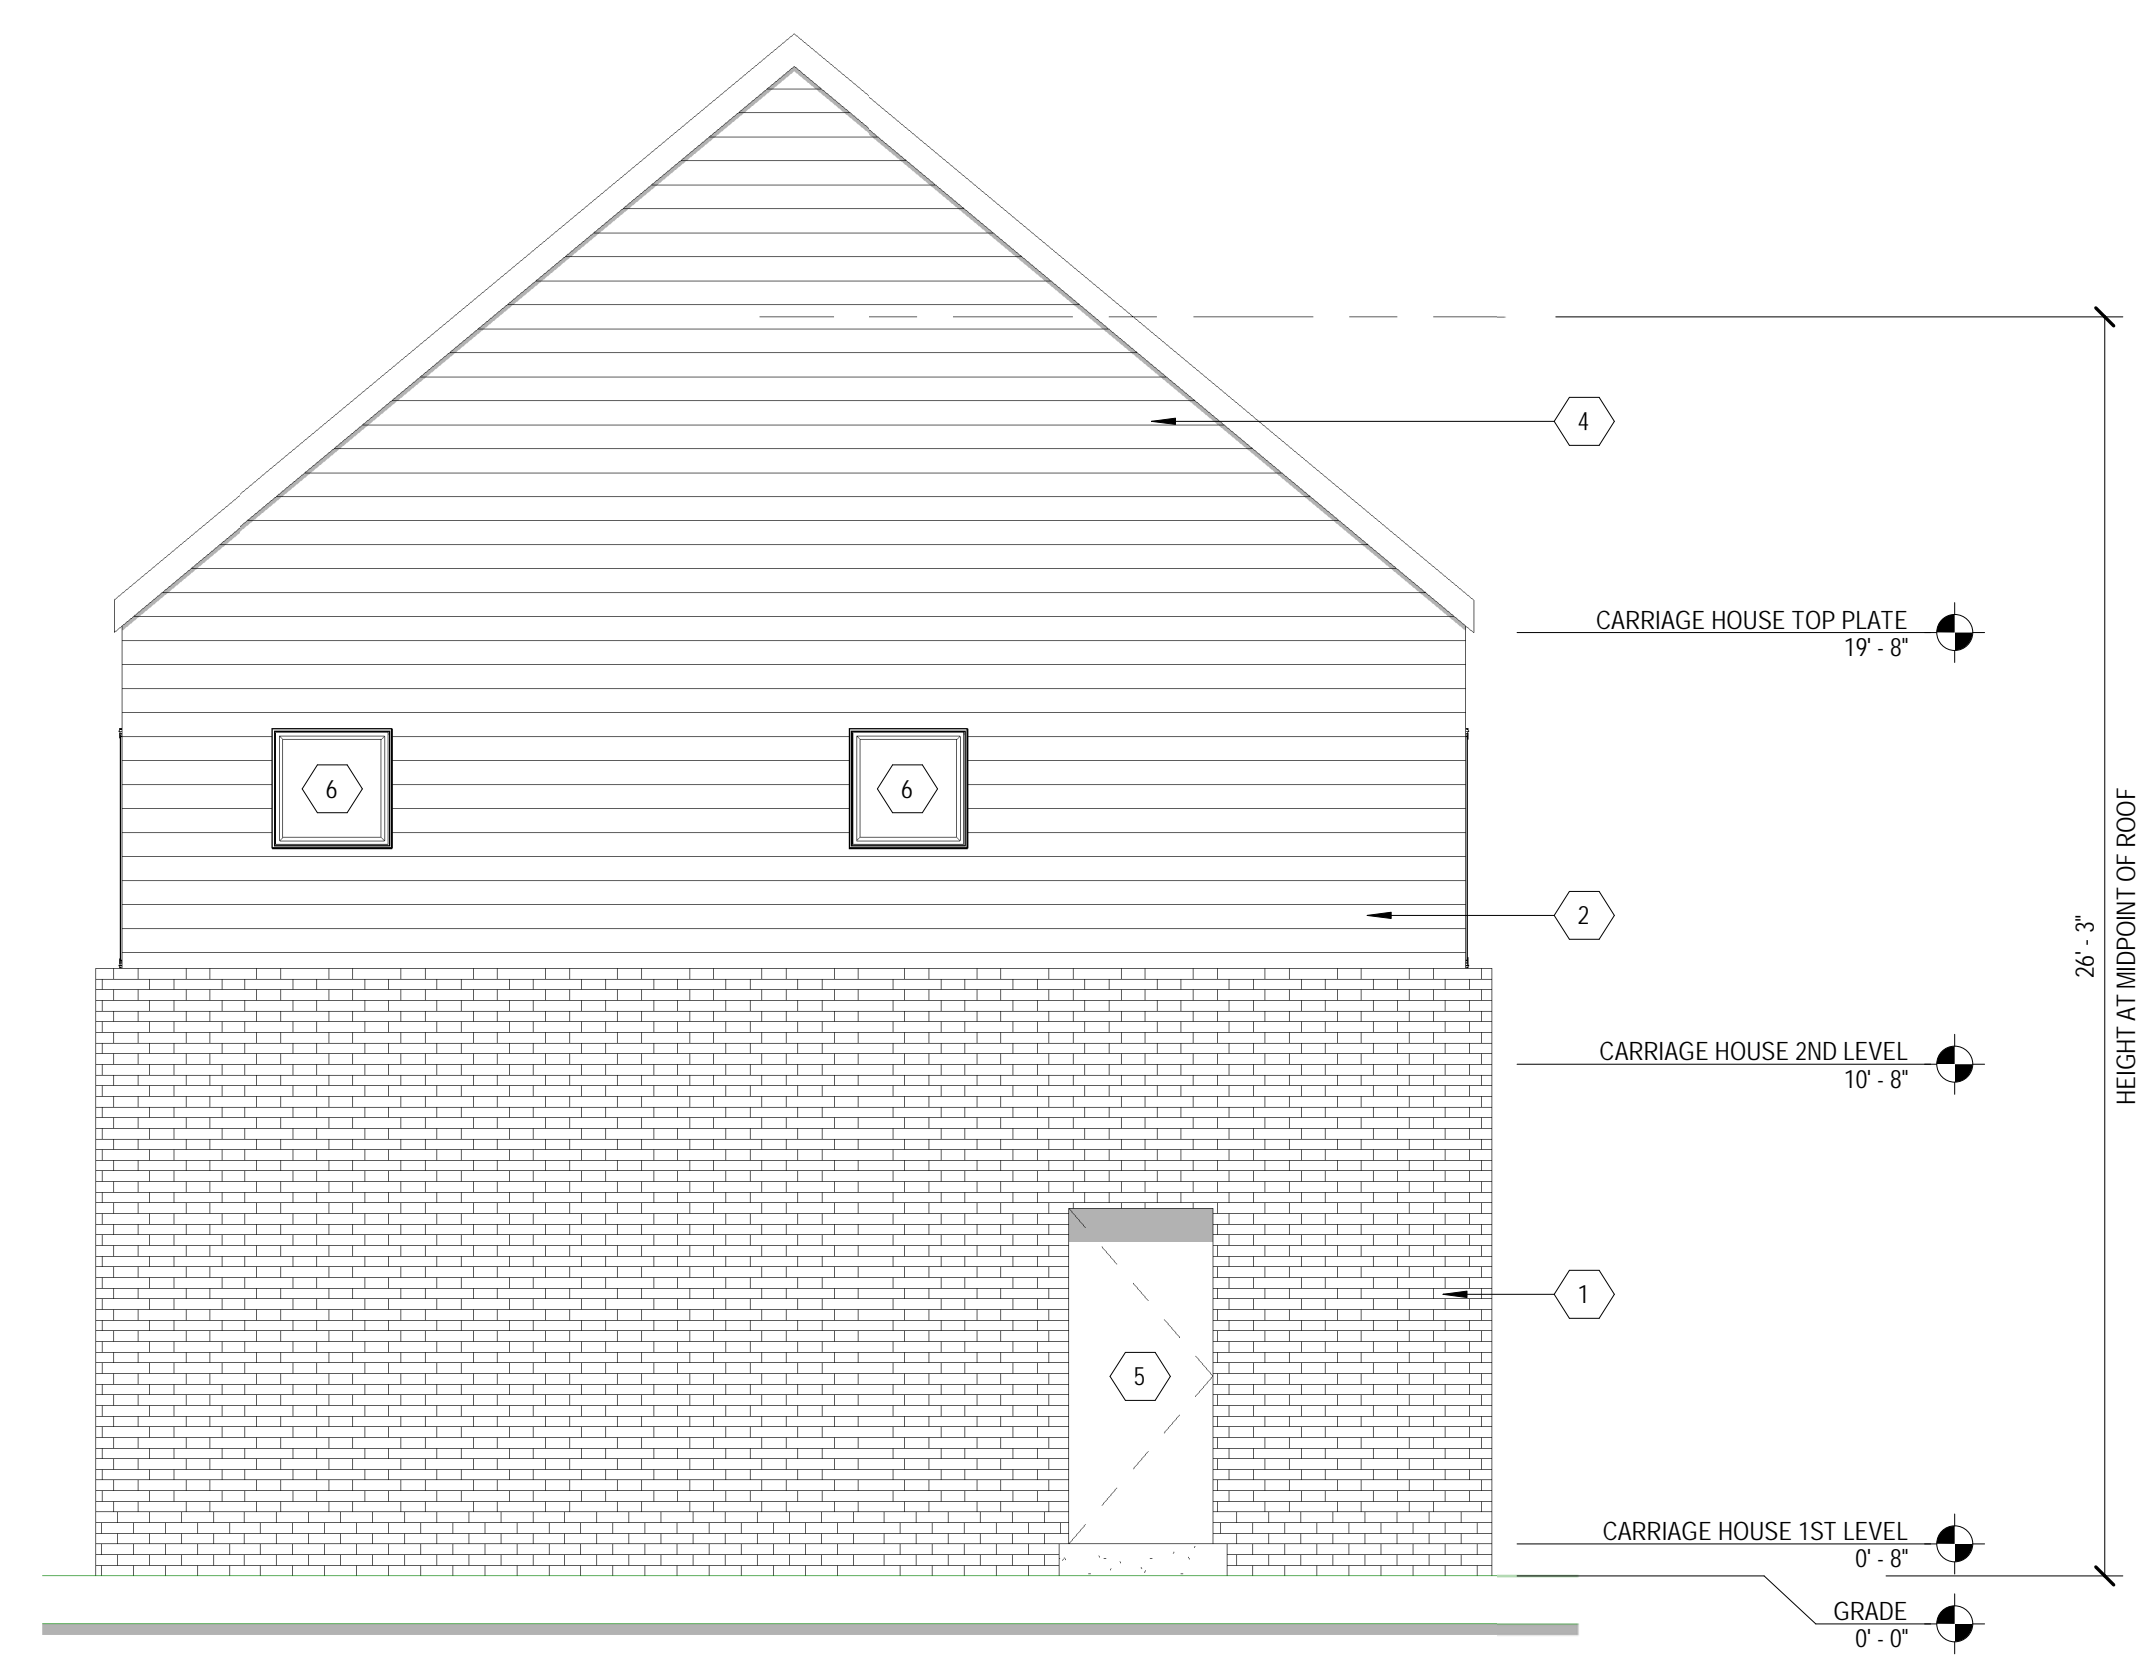 4
CARRIAGE HOUSE TOP PLATE
19' - 8"
6
6
2
26' - 3"
HEIGHT AT MIDPOINT OF ROOF
CARRIAGE HOUSE 2ND LEVEL
10' - 8"
1
5
CARRIAGE HOUSE 1ST LEVEL
0' - 8"
GRADE
0' - 0"